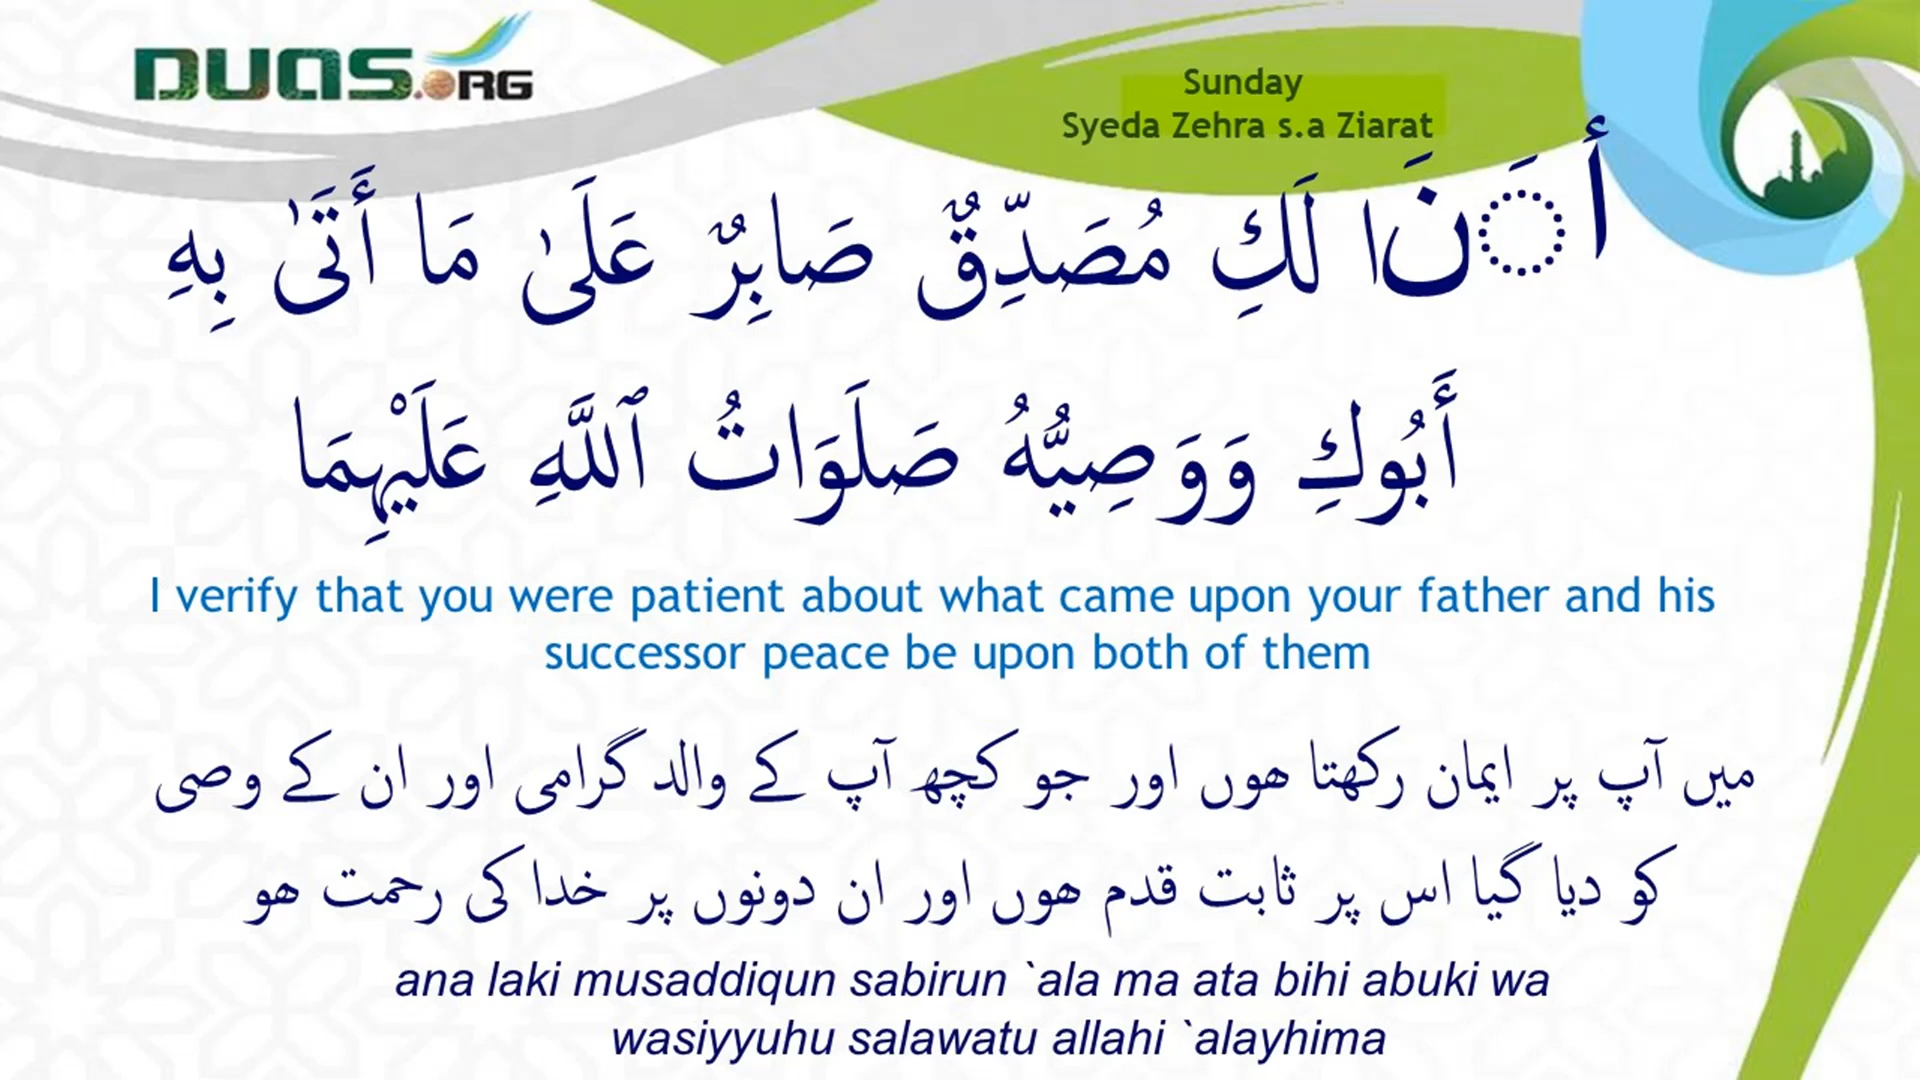 DUAS.ORG
Sunday
Syeda Zehra s.a Ziarat
أَنَا لَكِ مُصَدِّقٌ صَابِرٌ عَلَىٰ مَا أَتَىٰ بِهِ
أَبُوكِ وَوَصِيُّهُ صَلَوَاتُ ٱللَّهِ عَلَيْهِمَا
I verify that you were patient about what came upon your father and his
successor peace be upon both of them
میں آپ پر ایمان رکھتا ھوں اور جو کچھ آپ کے والد گرامی اور ان کے وصی
کو دیا گیا اس پر ثابت قدم ھوں اور ان دونوں پر خدا کی رحمت ھو
ana laki musaddiqun sabirun `ala ma ata bihi abuki wa
wasiyyuhu salawatu allahi `alayhima